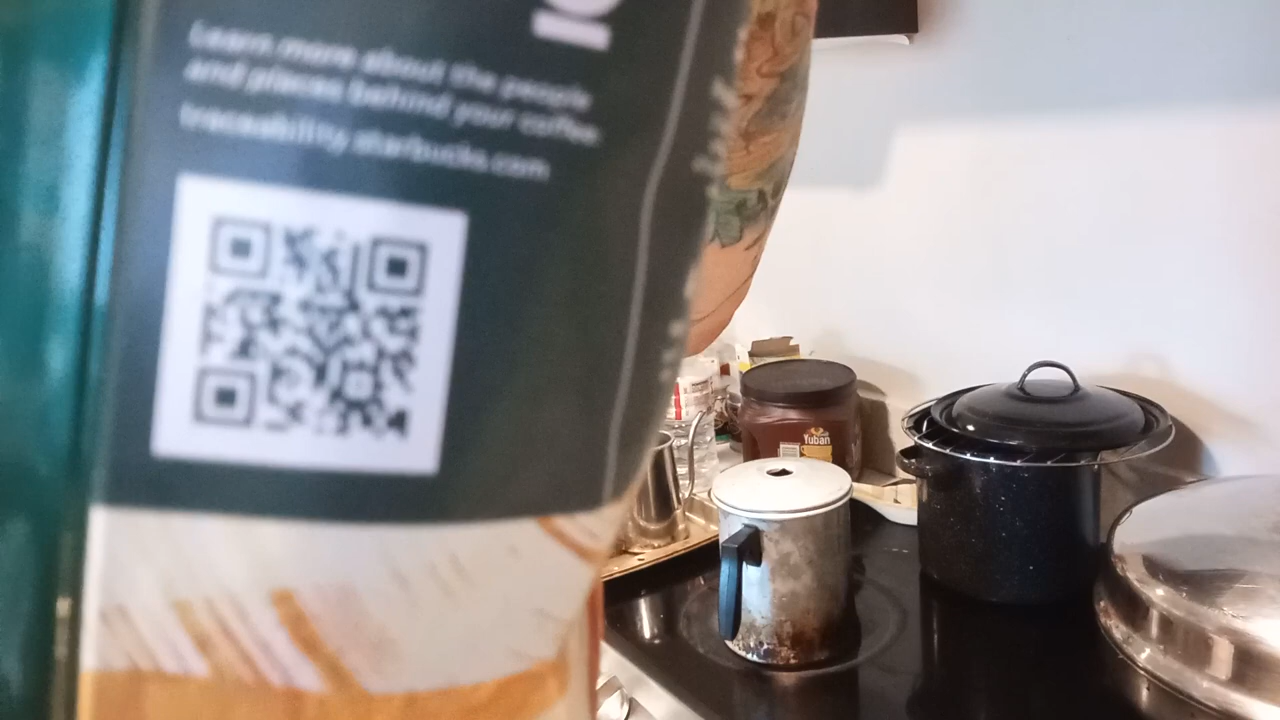 Learn more about the people
and places behind your coffee.
traceability.starbucks.com
Yuban